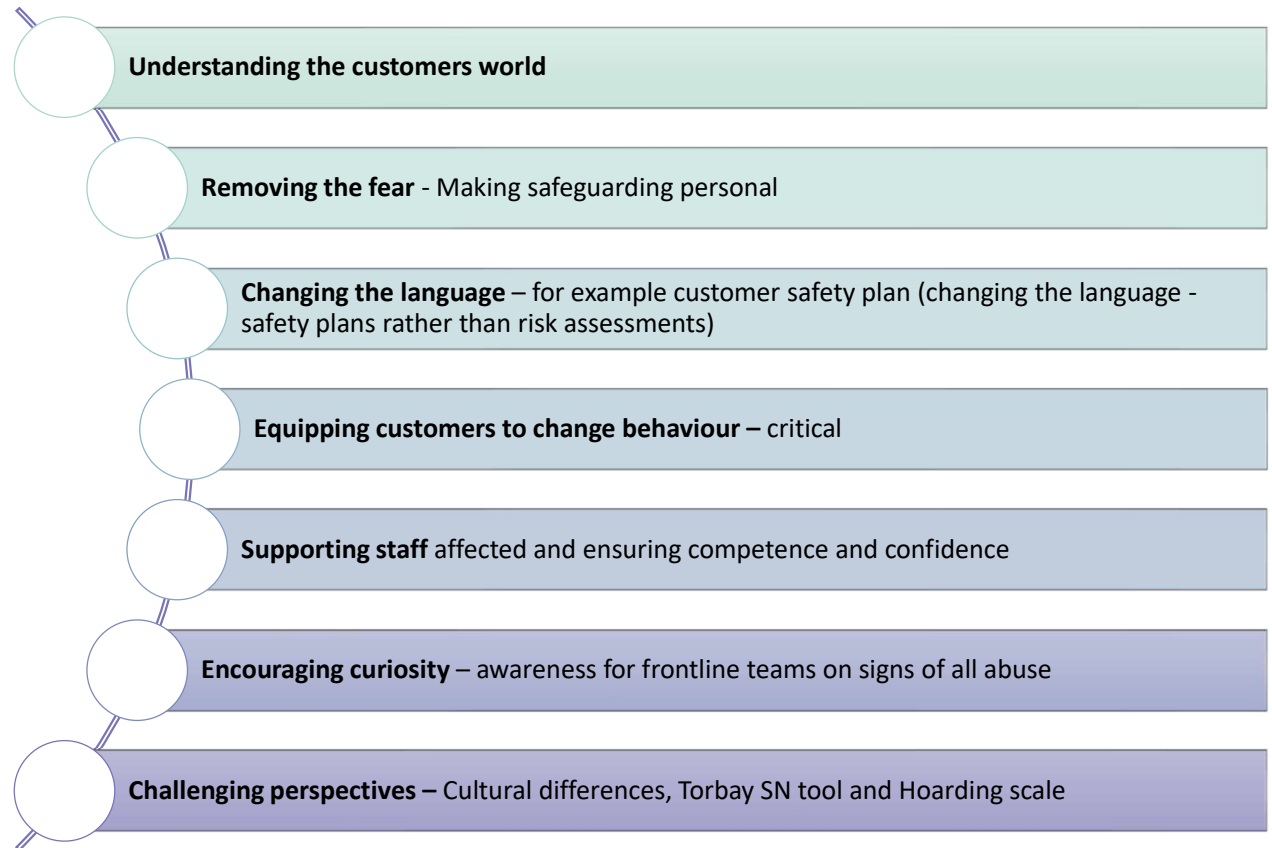 Understanding the customers world
Removing the fear - Making safeguarding personal
Changing the language – for example customer safety plan (changing the language -
safety plans rather than risk assessments)
Equipping customers to change behaviour – critical
Supporting staff affected and ensuring competence and confidence
Encouraging curiosity – awareness for frontline teams on signs of all abuse
Challenging perspectives – Cultural differences, Torbay SN tool and Hoarding scale